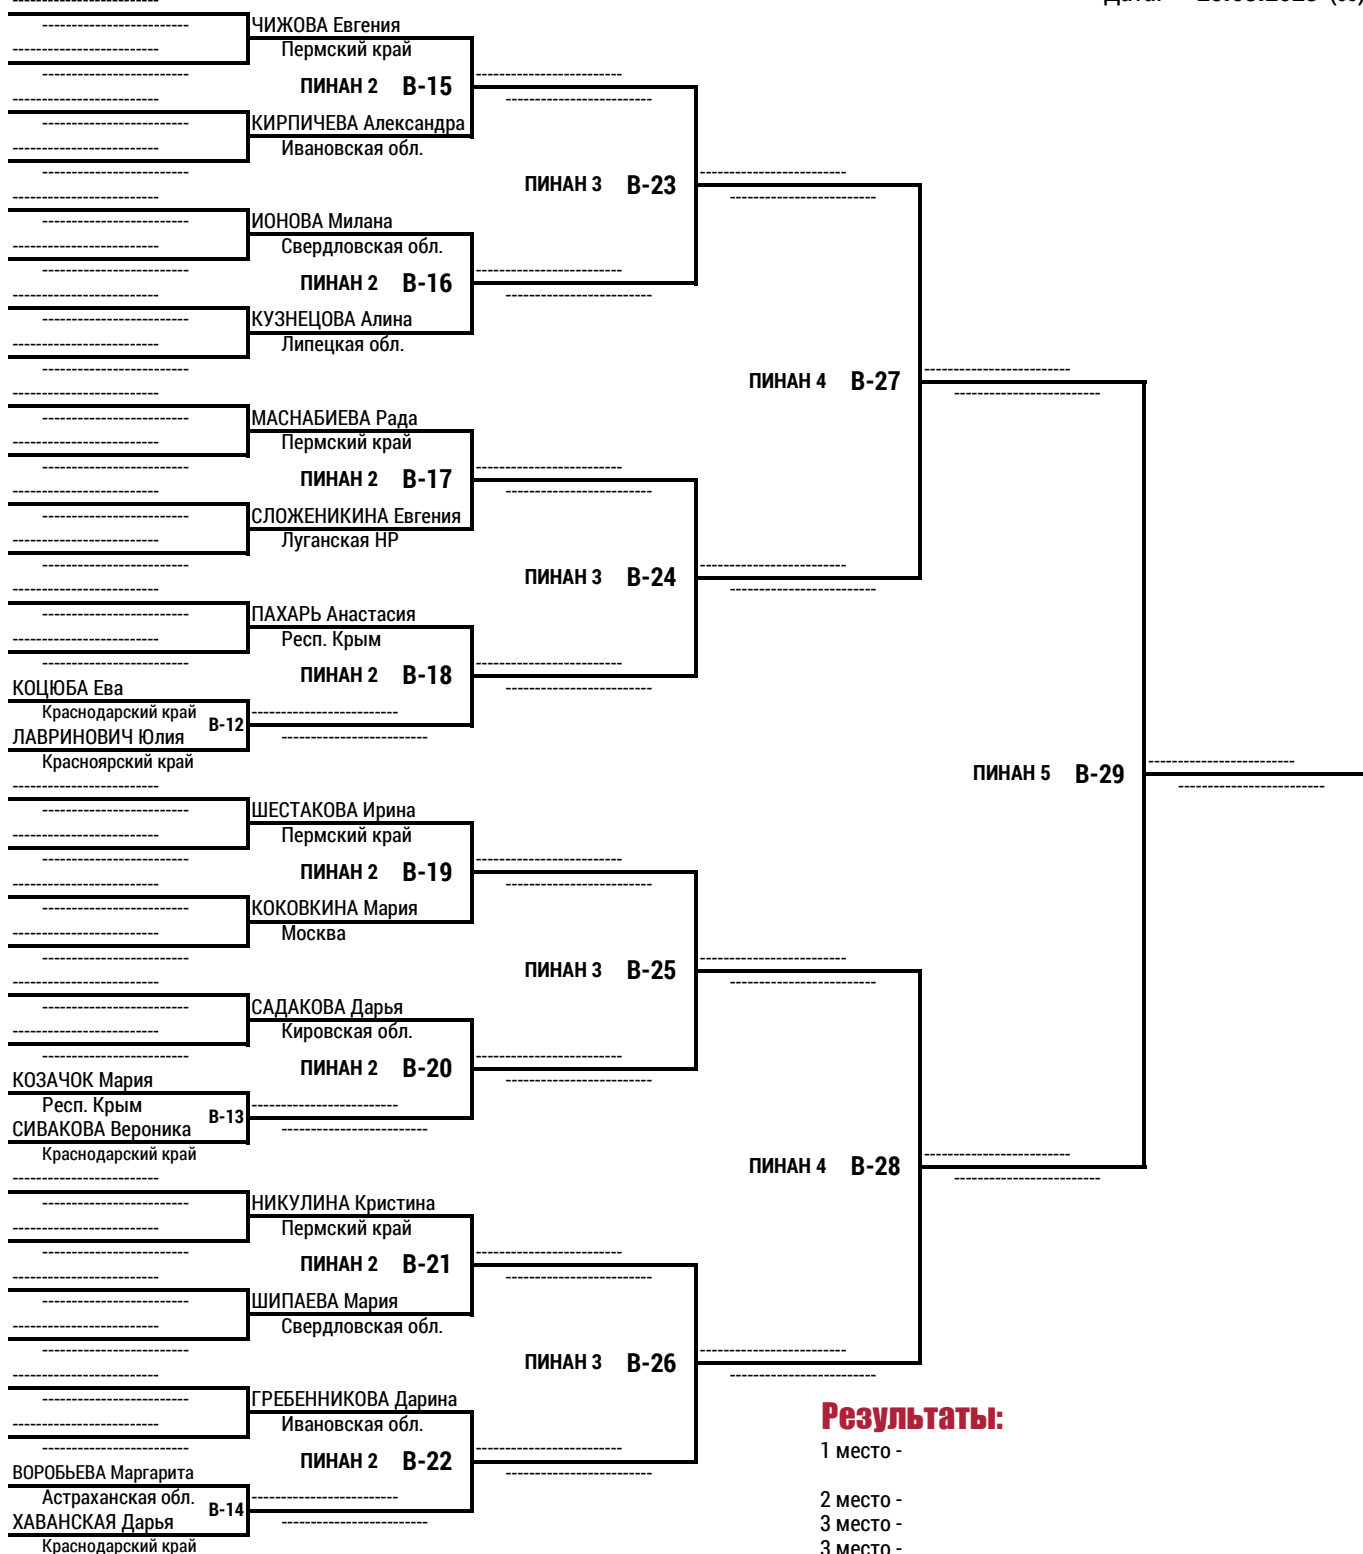 ЧИЖОВА Евгения
Пермский край
ПИНАН 2 B-15
КИРПИЧЕВА Александра
Ивановская обл.
ПИНАН 3 B-23
ИОНОВА Милана
Свердловская обл.
ПИНАН 2 B-16
КУЗНЕЦОВА Алина
Липецкая обл.
ПИНАН 4 B-27
МАСНАБИЕВА Рада
Пермский край
ПИНАН 2 B-17
СЛОЖЕНИКИНА Евгения
Луганская НР
ПИНАН 3 B-24
ПАХАРЬ Анастасия
Респ. Крым
ПИНАН 2 B-18
КОЦЮБА Ева
Краснодарский край
B-12
ЛАВРИНОВИЧ Юлия
Красноярский край
ПИНАН 5 B-29
ШЕСТАКОВА Ирина
Пермский край
ПИНАН 2 B-19
КОКОВКИНА Мария
Москва
ПИНАН 3 B-25
САДАКОВА Дарья
Кировская обл.
ПИНАН 2 B-20
КОЗАЧОК Мария
Респ. Крым
B-13
СИВАКОВА Вероника
Краснодарский край
ПИНАН 4 B-28
НИКУЛИНА Кристина
Пермский край
ПИНАН 2 B-21
ШИПАЕВА Мария
Свердловская обл.
ПИНАН 3 B-26
ГРЕБЕННИКОВА Дарина
Ивановская обл.
ПИНАН 2 B-22
ВОРОБЬЕВА Маргарита
Астраханская обл.
B-14
ХАВАНСКАЯ Дарья
Краснодарский край
Результаты:
1 место -
2 место -
3 место -
3 место -